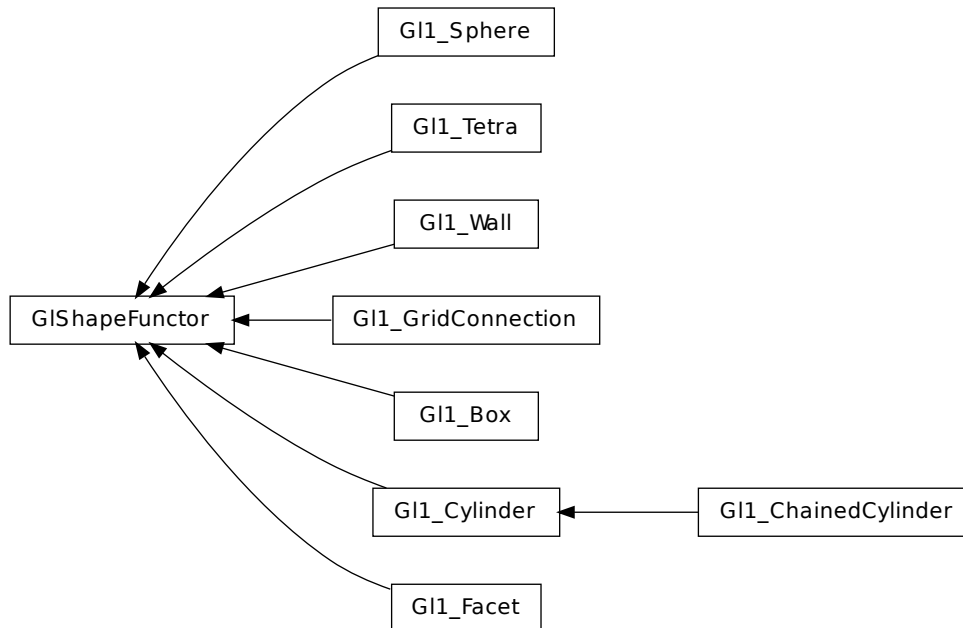 Gl1_Sphere
Gl1_Tetra
Gl1_Wall
GlShapeFunctor
Gl1_GridConnection
Gl1_Box
Gl1_Cylinder
Gl1_ChainedCylinder
Gl1_Facet